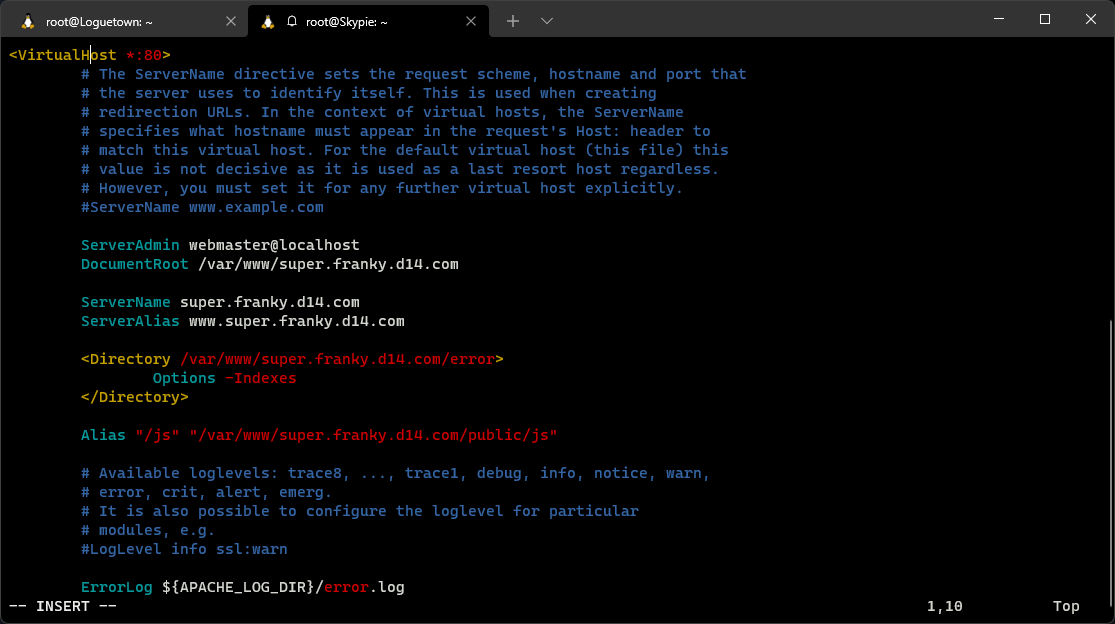 root@Loguetown: ~
root@Skypie: ~
<VirtualHost *:80>
# The ServerName directive sets the request scheme, hostname and port that
# the server uses to identify itself. This is used when creating
# redirection URLs. In the context of virtual hosts, the ServerName
# specifies what hostname must appear in the request's Host: header to
# match this virtual host. For the default virtual host (this file) this
# value is not decisive as it is used as a last resort host regardless.
# However, you must set it for any further virtual host explicitly.
#ServerName www.example.com
ServerAdmin webmaster@localhost
DocumentRoot /var/www/super.franky.d14.com
ServerName super.franky.d14.com
ServerAlias www.super.franky.d14.com
<Directory /var/www/super.franky.d14.com/error>
Options -Indexes
</Directory>
Alias "/js" "/var/www/super.franky.d14.com/public/js"
# Available loglevels: trace8, ..., trace1, debug, info, notice, warn,
# error, crit, alert, emerg.
# It is also possible to configure the loglevel for particular
# modules, e.g.
#LogLevel info ssl:warn
ErrorLog ${APACHE_LOG_DIR}/error.log
-- INSERT -- 1,10 Top